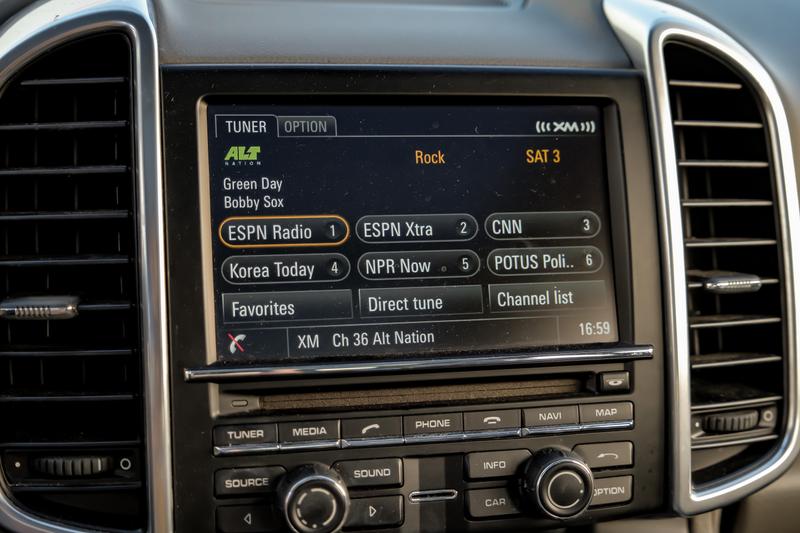 TUNER OPTION (((XM)))
ALT NATION Rock SAT 3
Green Day
Bobby Sox
ESPN Radio 1 ESPN Xtra 2 CNN 3
Korea Today 4 NPR Now 5 POTUS Poli.. 6
Favorites Direct tune Channel list
XM Ch 36 Alt Nation 16:59
TUNER MEDIA PHONE NAVI MAP
SOURCE SOUND INFO
CAR OPTION